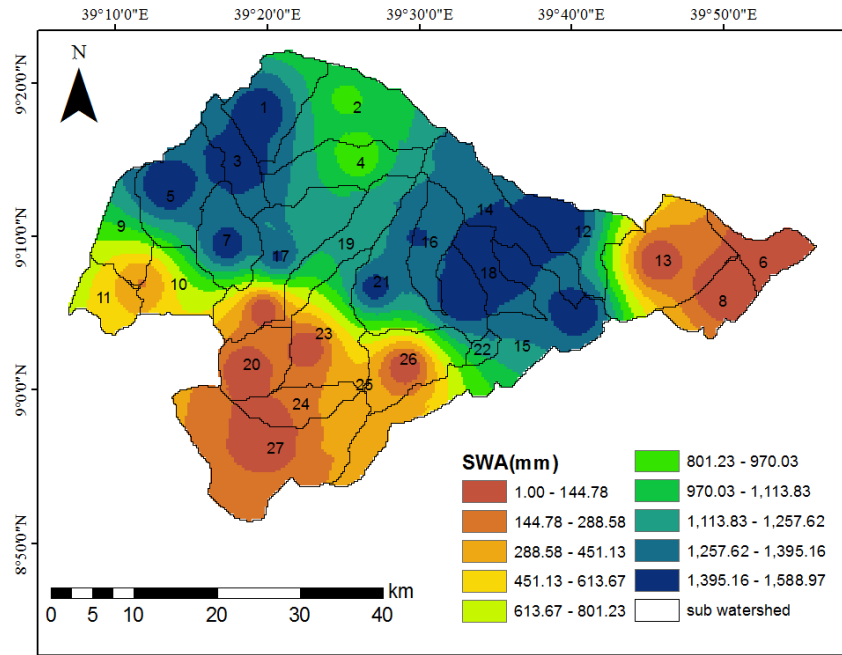 39°10'0"E 39°20'0"E 39°30'0"E 39°40'0"E 39°50'0"E
N
9°20'0"N
9°10'0"N
9°00'0"N
8°50'0"N
1
2
3
4
5
14
9
12
7
16
17
19
13
6
18
10
21
11
8
23
22
15
20
26
25
24
27
SWA(mm)
1.00 - 144.78
144.78 - 288.58
288.58 - 451.13
451.13 - 613.67
613.67 - 801.23
801.23 - 970.03
970.03 - 1,113.83
1,113.83 - 1,257.62
1,257.62 - 1,395.16
1,395.16 - 1,588.97
sub watershed
km
0 5 10 20 30 40